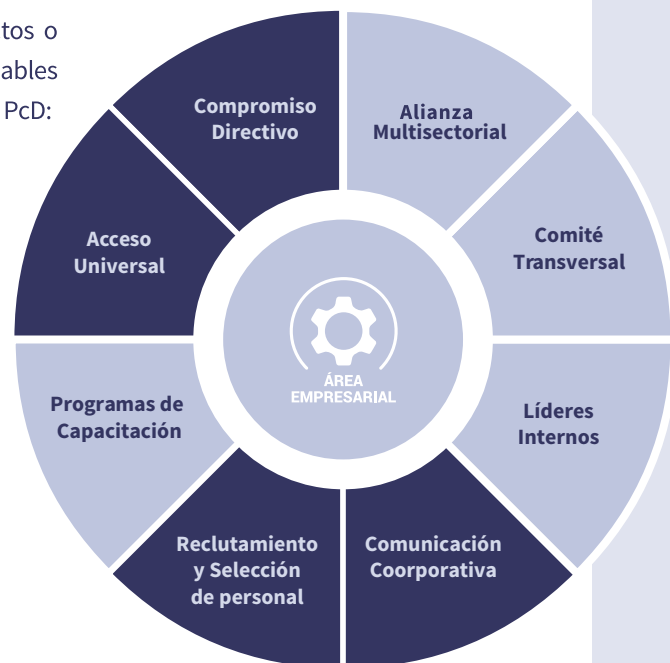 tos o
ables
PcD:
Compromiso
Directivo
Alianza
Multisectorial
Acceso
Universal
Comité
Transversal
ÁREA
EMPRESARIAL
Programas de
Capacitación
Líderes
Internos
Reclutamiento
y Selección
de personal
Comunicación
Coorporativa